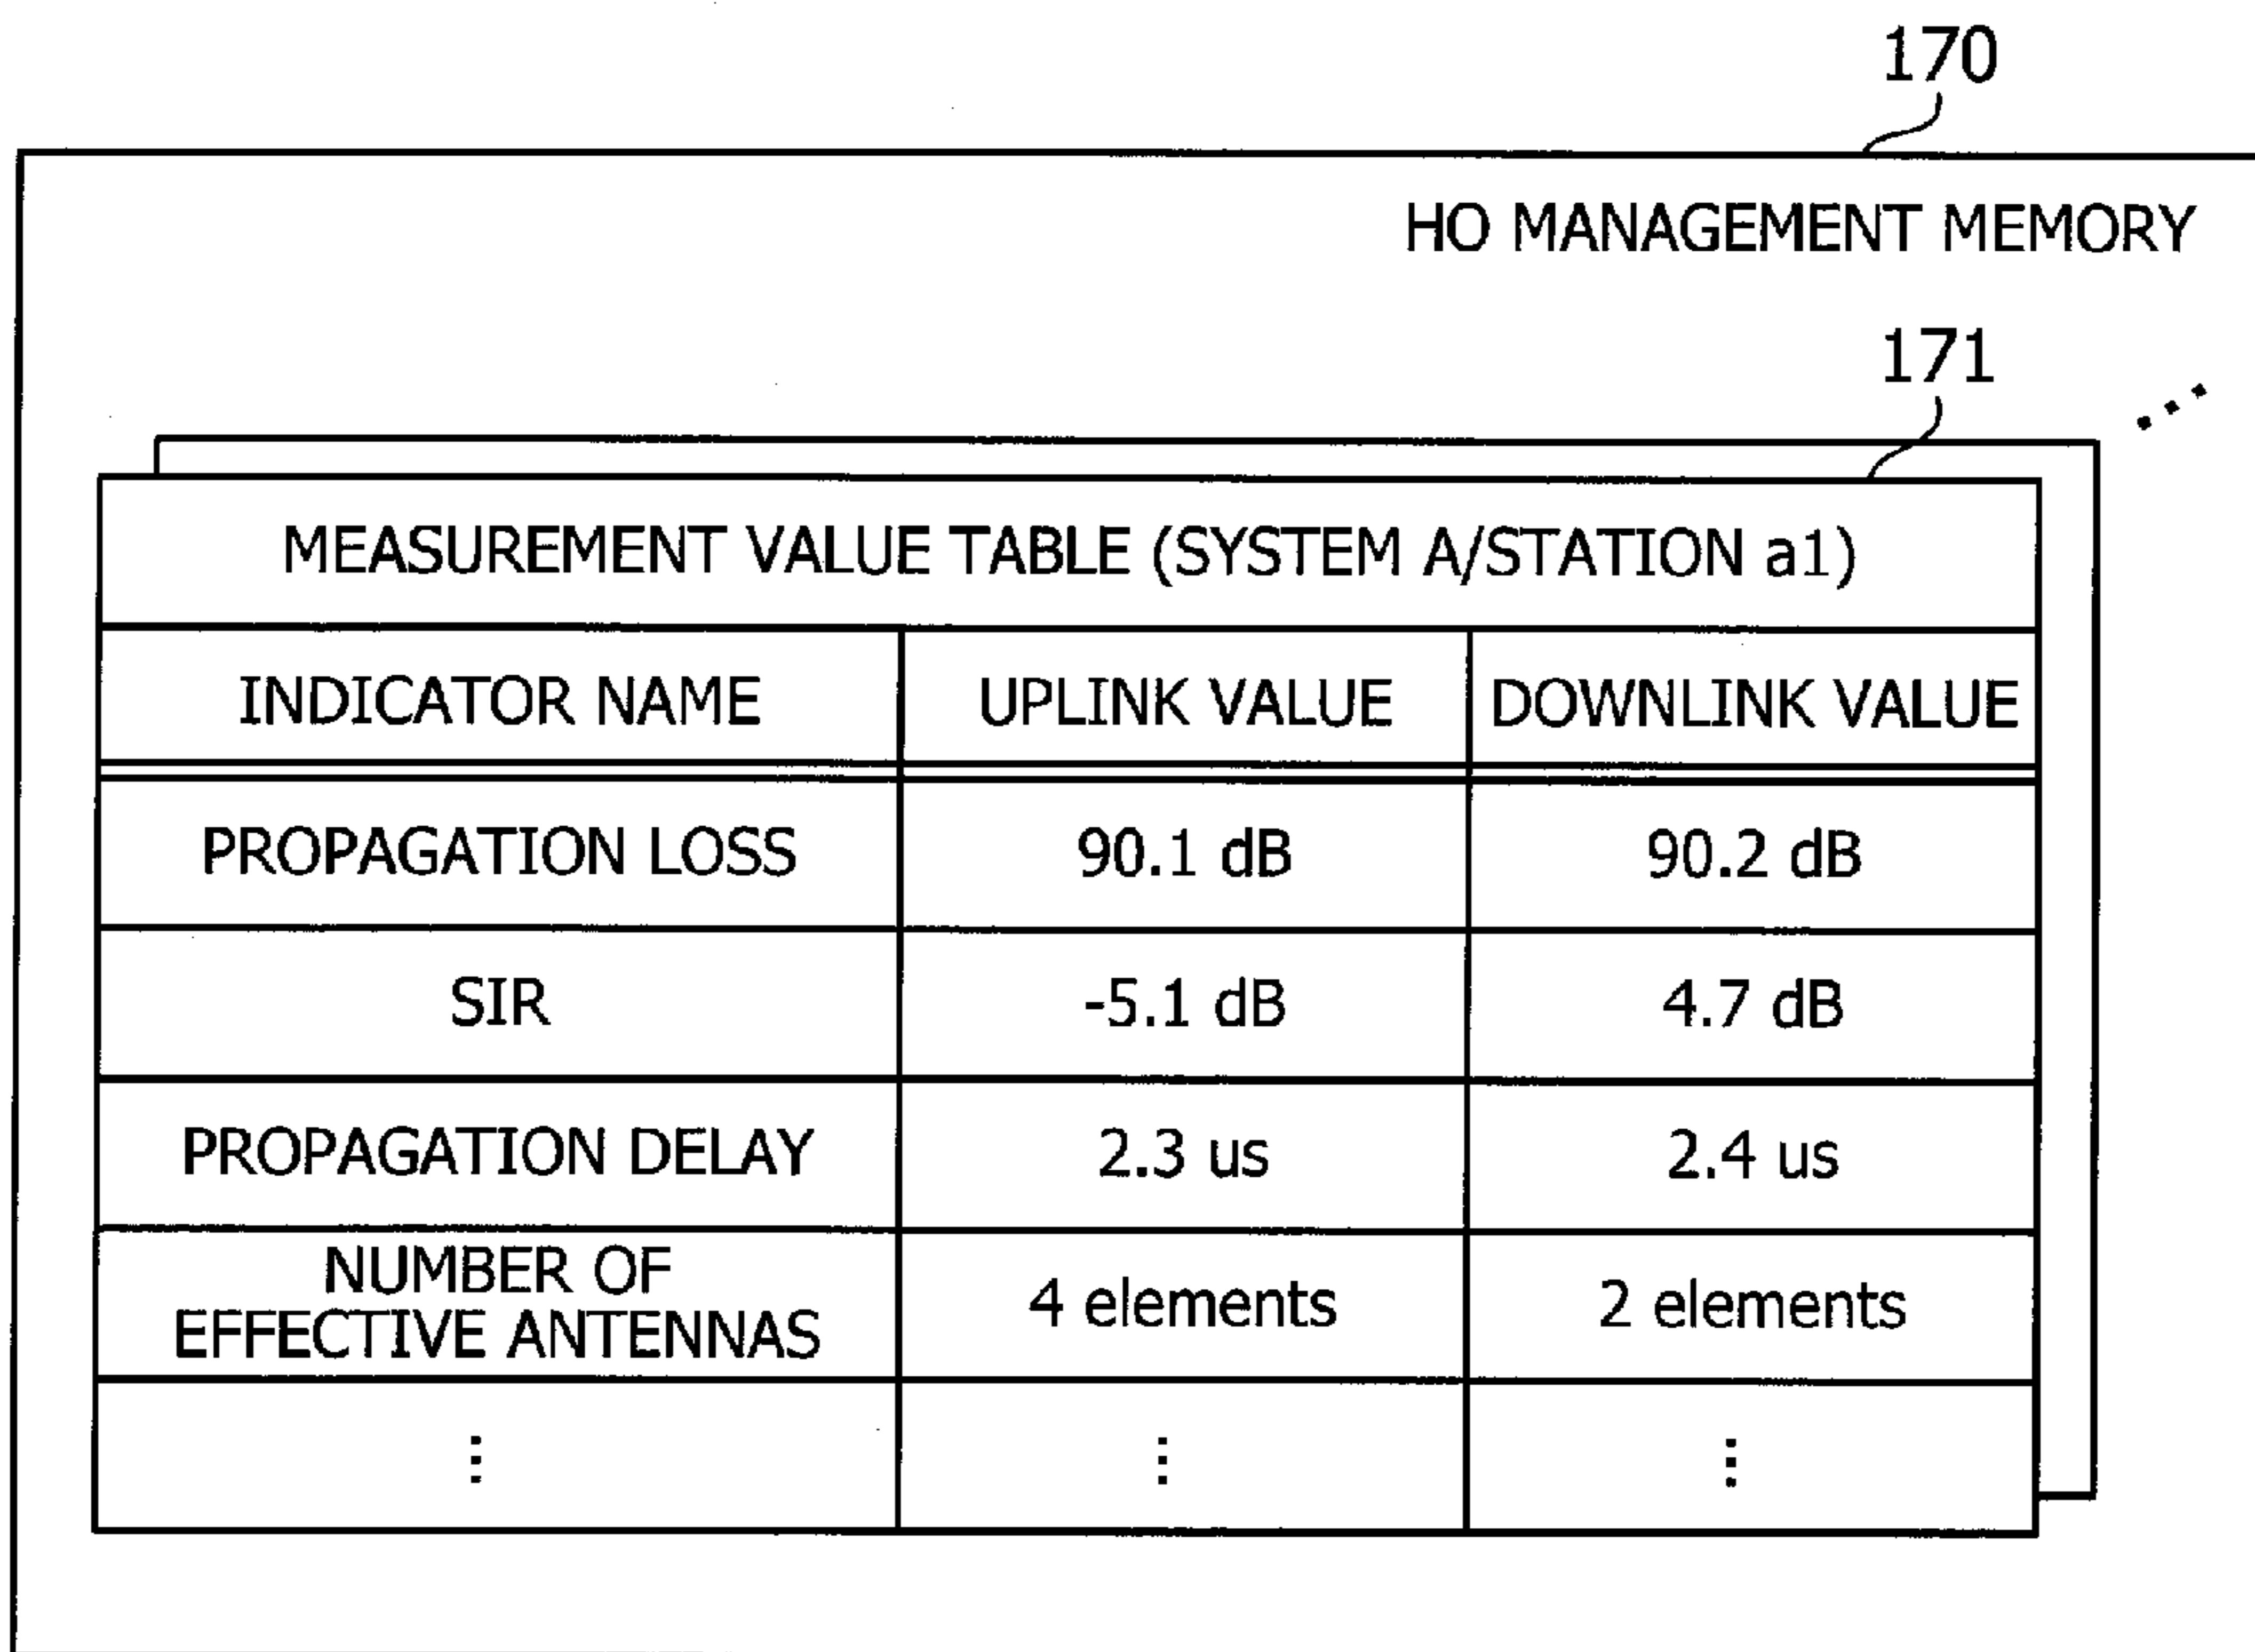 170
HO MANAGEMENT MEMORY
171
MEASUREMENT VALUE TABLE (SYSTEM A/STATION a1)
INDICATOR NAME UPLINK VALUE DOWNLINK VALUE
PROPAGATION LOSS 90.1 dB 90.2 dB
SIR -5.1 dB 4.7 dB
PROPAGATION DELAY 2.3 us 2.4 us
NUMBER OF
EFFECTIVE ANTENNAS 4 elements 2 elements